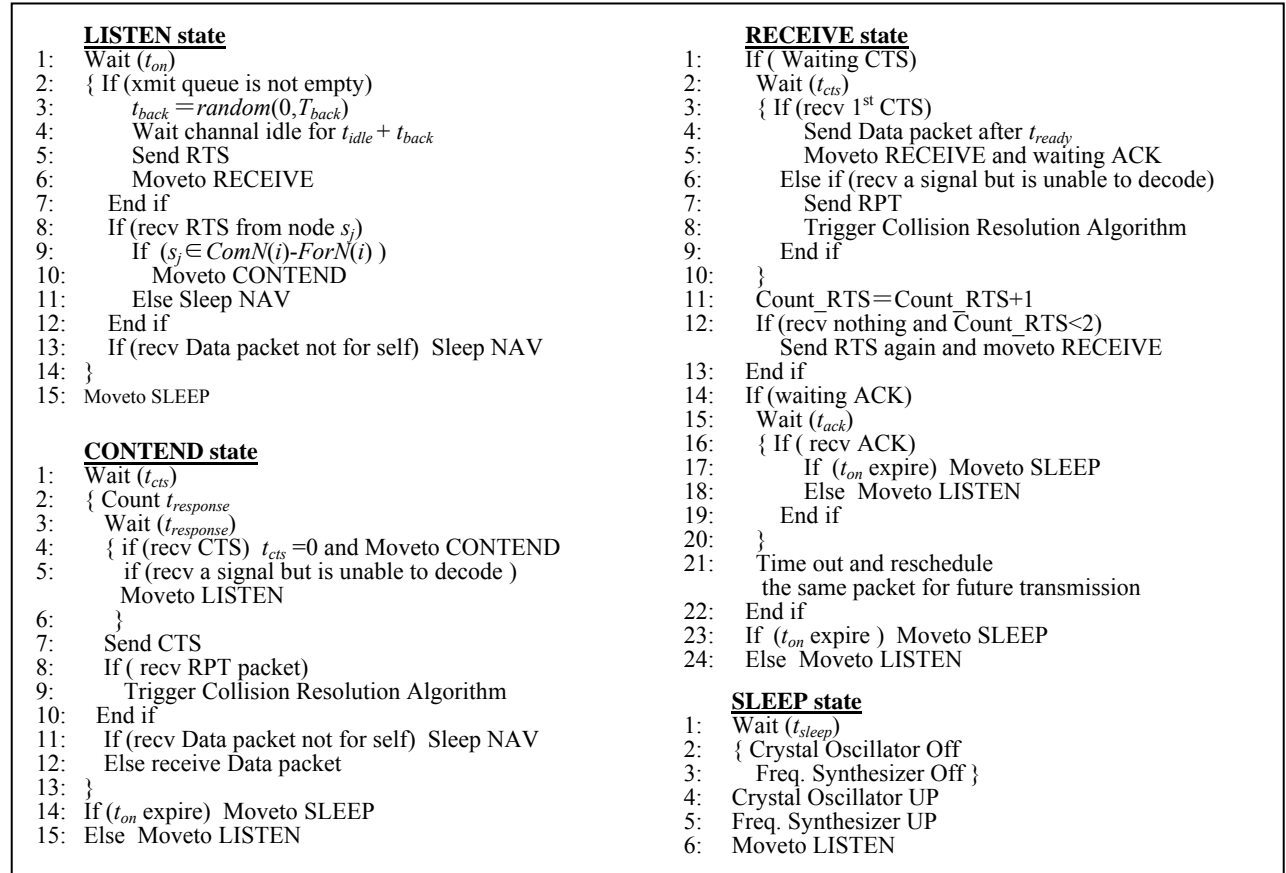 LISTEN state
1: Wait (t_on)
2: { If (xmit queue is not empty)
3: t_back = random(0,T_back)
4: Wait channal idle for t_idle + t_back
5: Send RTS
6: Moveto RECEIVE
7: End if
8: If (recv RTS from node s_j)
9: If (s_j ∈ ComN(i)-ForN(i) )
10: Moveto CONTEND
11: Else Sleep NAV
12: End if
13: If (recv Data packet not for self) Sleep NAV
14: }
15: Moveto SLEEP
CONTEND state
1: Wait (t_cts)
2: { Count t_response
3: Wait (t_response)
4: { if (recv CTS) t_cts =0 and Moveto CONTEND
5: if (recv a signal but is unable to decode )
Moveto LISTEN
6: }
7: Send CTS
8: If ( recv RPT packet)
9: Trigger Collision Resolution Algorithm
10: End if
11: If (recv Data packet not for self) Sleep NAV
12: Else receive Data packet
13: }
14: If (t_on expire) Moveto SLEEP
15: Else Moveto LISTEN
RECEIVE state
1: If ( Waiting CTS)
2: Wait (t_cts)
3: { If (recv 1st CTS)
4: Send Data packet after t_ready
5: Moveto RECEIVE and waiting ACK
6: Else if (recv a signal but is unable to decode)
7: Send RPT
8: Trigger Collision Resolution Algorithm
9: End if
10: }
11: Count_RTS=Count_RTS+1
12: If (recv nothing and Count_RTS<2)
Send RTS again and moveto RECEIVE
13: End if
14: If (waiting ACK)
15: Wait (t_ack)
16: { If ( recv ACK)
17: If (t_on expire) Moveto SLEEP
18: Else Moveto LISTEN
19: End if
20: }
21: Time out and reschedule
the same packet for future transmission
22: End if
23: If (t_on expire ) Moveto SLEEP
24: Else Moveto LISTEN
SLEEP state
1: Wait (t_sleep)
2: { Crystal Oscillator Off
3: Freq. Synthesizer Off }
4: Crystal Oscillator UP
5: Freq. Synthesizer UP
6: Moveto LISTEN